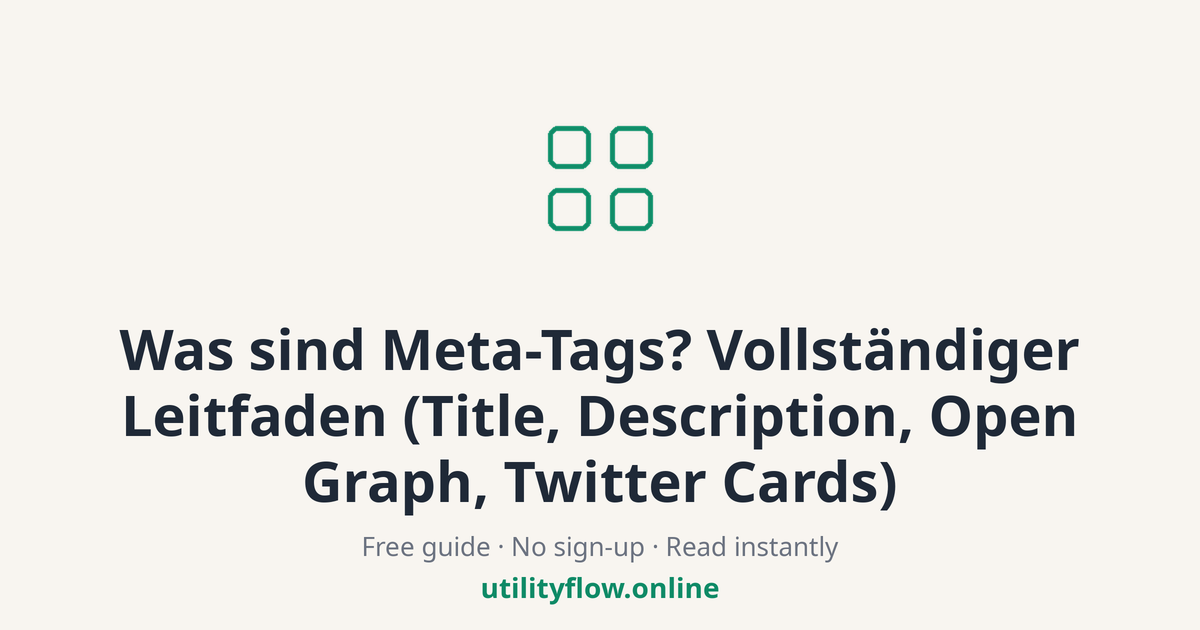 Was sind Meta-Tags? Vollständiger
Leitfaden (Title, Description, Open
Graph, Twitter Cards)
Free guide · No sign-up · Read instantly
utilityflow.online